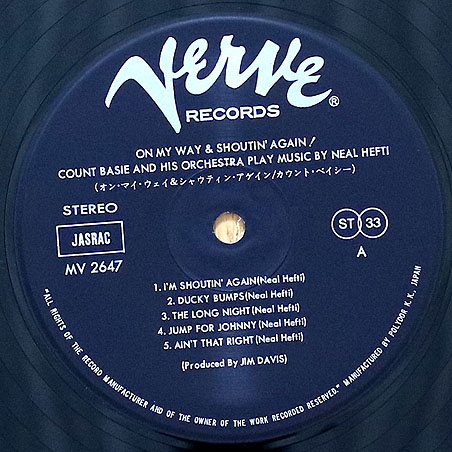 Verve®
RECORDS
ON MY WAY & SHOUTIN' AGAIN!
COUNT BASIE AND HIS ORCHESTRA PLAY MUSIC BY NEAL HEFTI
(オン・マイ・ウェイ&シャウティン・アゲイン/カウント・ベイシー)
STEREO
JASRAC
MV 2647
ST 33
A
1. I'M SHOUTIN' AGAIN(Neal Hefti)
2. DUCKY BUMPS(Neal Hefti)
3. THE LONG NIGHT(Neal Hefti)
4. JUMP FOR JOHNNY(Neal Hefti)
5. AIN'T THAT RIGHT(Neal Hefti)
(Produced By JIM DAVIS)
"ALL RIGHTS OF THE RECORD MANUFACTURER AND OF THE OWNER OF THE WORK RECORDED RESERVED." MANUFACTURED BY POLYDOR K.K., JAPAN